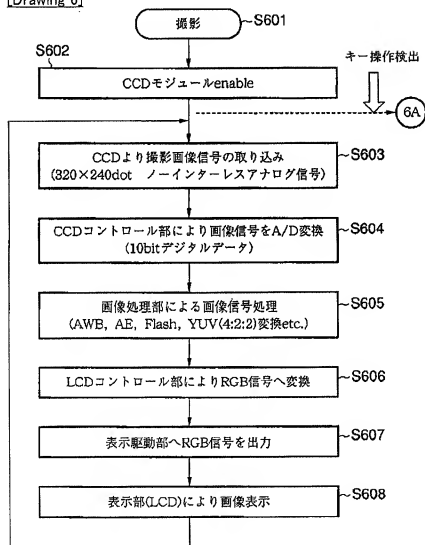 [Drawing 6]
撮影
S601
S602
CCDモジュールenable
キー操作検出
6A
CCDより撮影画像信号の取り込み
(320×240dot ノーインターレスアナログ信号)
S603
CCDコントロール部により画像信号をA/D変換
(10bitデジタルデータ)
S604
画像処理部による画像信号処理
(AWB, AE, Flash, YUV(4:2:2)変換etc.)
S605
LCDコントロール部によりRGB信号へ変換
S606
表示駆動部へRGB信号を出力
S607
表示部(LCD)により画像表示
S608